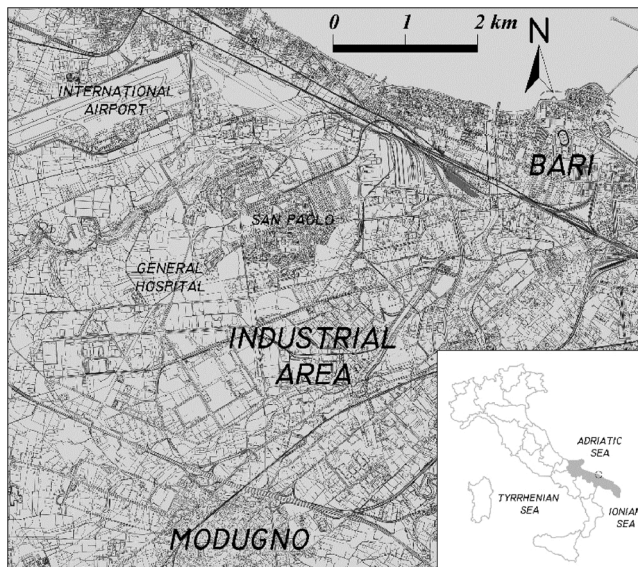 0 1 2 km
N
INTERNATIONAL
AIRPORT
BARI
SAN PAOLO
GENERAL
HOSPITAL
INDUSTRIAL
AREA
MODUGNO
ADRIATIC
SEA
TYRRHENIAN
SEA
IONIAN
SEA